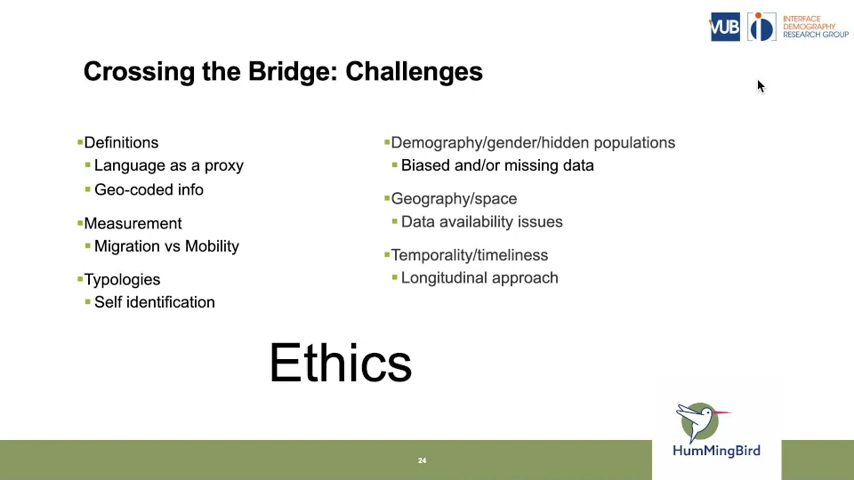 VUB
INTERFACE
DEMOGRAPHY
RESEARCH GROUP
Crossing the Bridge: Challenges
Definitions
Language as a proxy
Geo-coded info
Measurement
Migration vs Mobility
Typologies
Self identification
Demography/gender/hidden populations
Biased and/or missing data
Geography/space
Data availability issues
Temporality/timeliness
Longitudinal approach
Ethics
HumMingBird
24